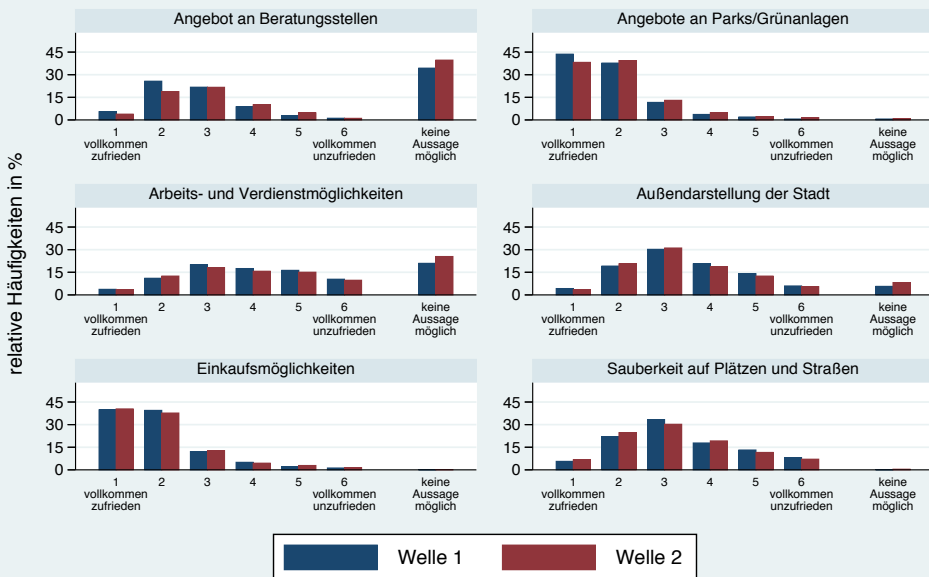 relative Häufigkeiten in %
Angebot an Beratungsstellen
45
30
15
0
1 2 3 4 5 6 keine
vollkommen vollkommen Aussage
zufrieden unzufrieden möglich
Angebote an Parks/Grünanlagen
45
30
15
0
1 2 3 4 5 6 keine
vollkommen vollkommen Aussage
zufrieden unzufrieden möglich
Arbeits- und Verdienstmöglichkeiten
45
30
15
0
1 2 3 4 5 6 keine
vollkommen vollkommen Aussage
zufrieden unzufrieden möglich
Außendarstellung der Stadt
45
30
15
0
1 2 3 4 5 6 keine
vollkommen vollkommen Aussage
zufrieden unzufrieden möglich
Einkaufsmöglichkeiten
45
30
15
0
1 2 3 4 5 6 keine
vollkommen vollkommen Aussage
zufrieden unzufrieden möglich
Sauberkeit auf Plätzen und Straßen
45
30
15
0
1 2 3 4 5 6 keine
vollkommen vollkommen Aussage
zufrieden unzufrieden möglich
Welle 1 Welle 2